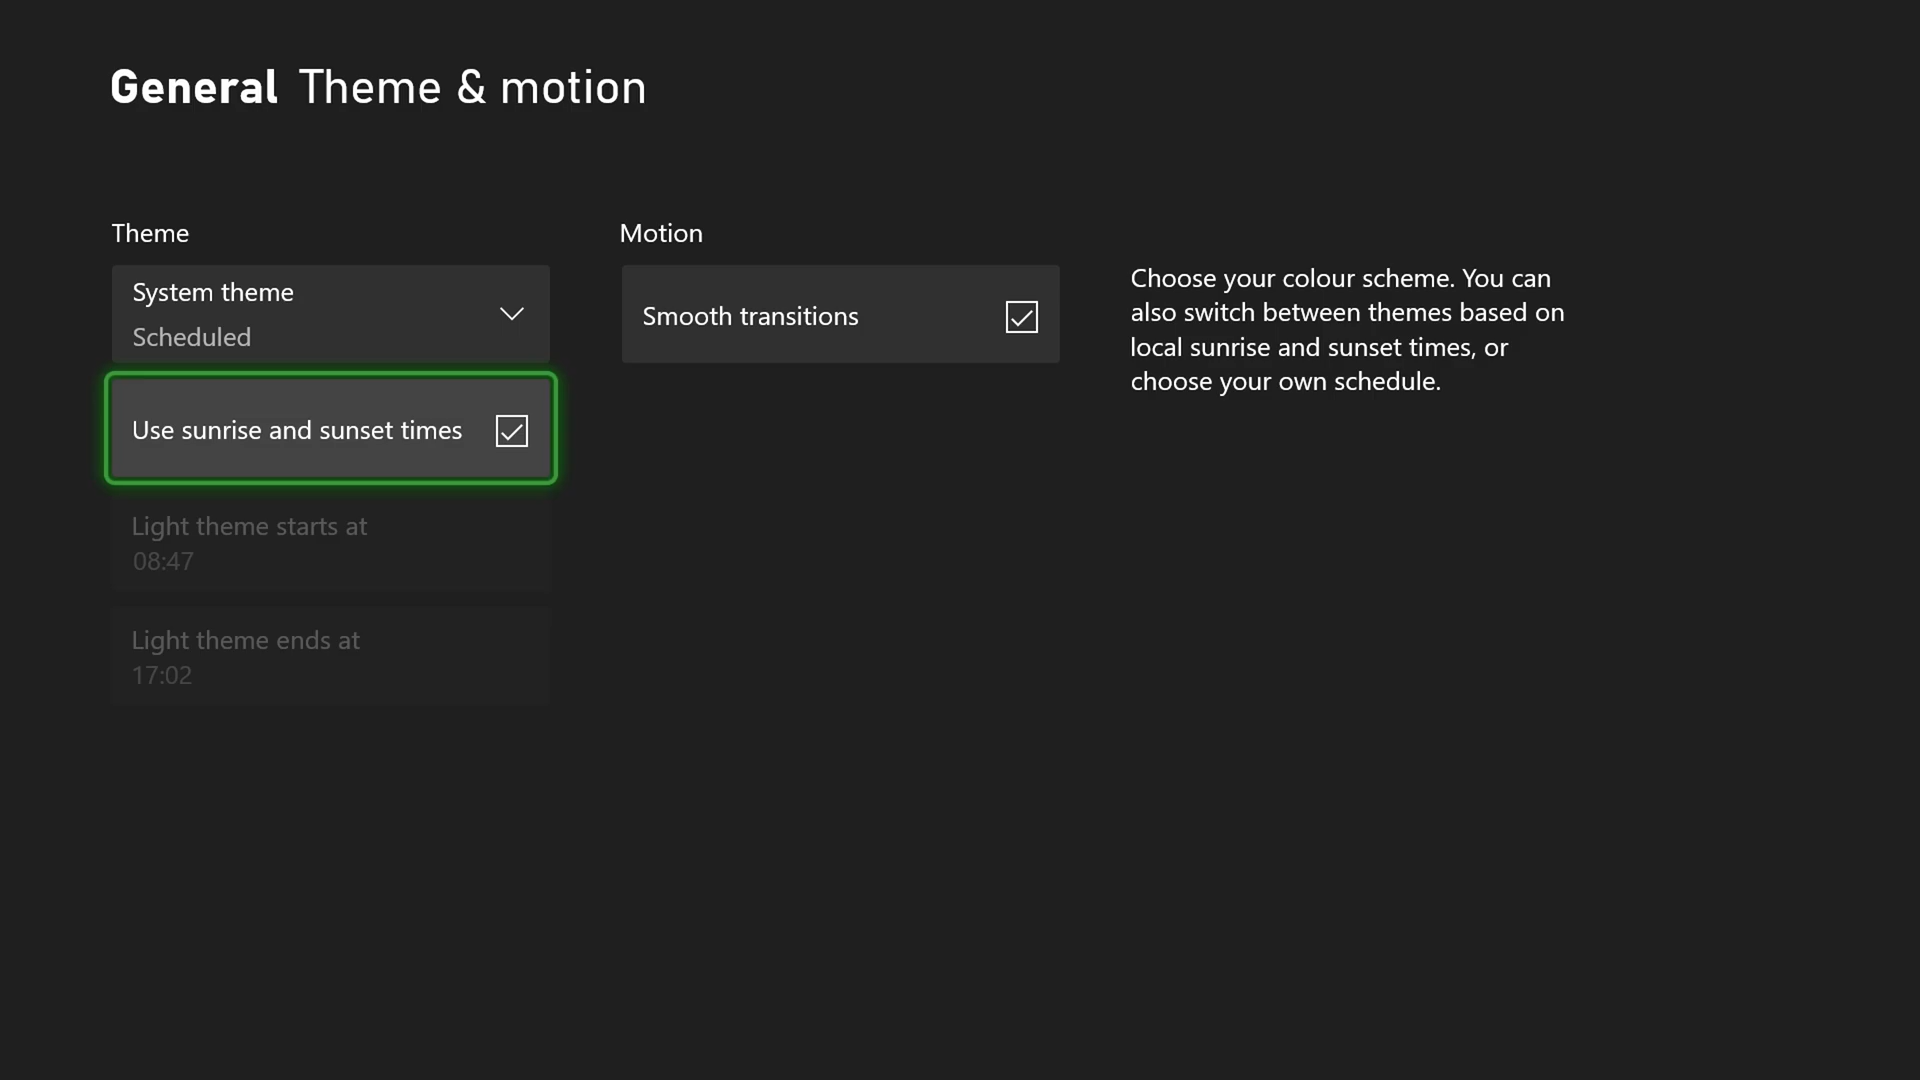 General Theme & motion
Theme
System theme
Scheduled
Use sunrise and sunset times
Light theme starts at
08:47
Light theme ends at
17:02
Motion
Smooth transitions
Choose your colour scheme. You can
also switch between themes based on
local sunrise and sunset times, or
choose your own schedule.